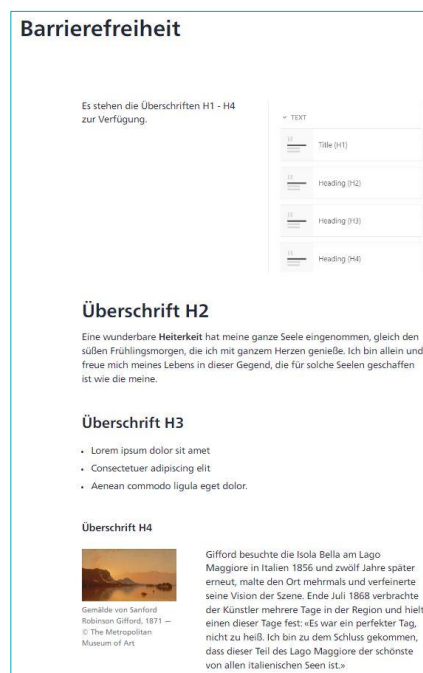 Barrierefreiheit
Es stehen die Überschriften H1 - H4
zur Verfügung.
TEXT
Title (H1)
Heading (H2)
Heading (H3)
Heading (H4)
Überschrift H2
Eine wunderbare Heiterkeit hat meine ganze Seele eingenommen, gleich den
süßen Frühlingsmorgen, die ich mit ganzem Herzen genieße. Ich bin allein und
freue mich meines Lebens in dieser Gegend, die für solche Seelen geschaffen
ist wie die meine.
Überschrift H3
• Lorem ipsum dolor sit amet
• Consectetuer adipiscing elit
• Aenean commodo ligula eget dolor.
Überschrift H4
Gemälde von Sanford
Robinson Gifford, 1871 —
© The Metropolitan
Museum of Art
Gifford besuchte die Isola Bella am Lago
Maggiore in Italien 1856 und zwölf Jahre später
erneut, malte den Ort mehrmals und verfeinerte
seine Vision der Szene. Ende Juli 1868 verbrachte
der Künstler mehrere Tage in der Region und hielt
einen dieser Tage fest: «Es war ein perfekter Tag,
nicht zu heiß. Ich bin zu dem Schluss gekommen,
dass dieser Teil des Lago Maggiore der schönste
von allen italienischen Seen ist.»